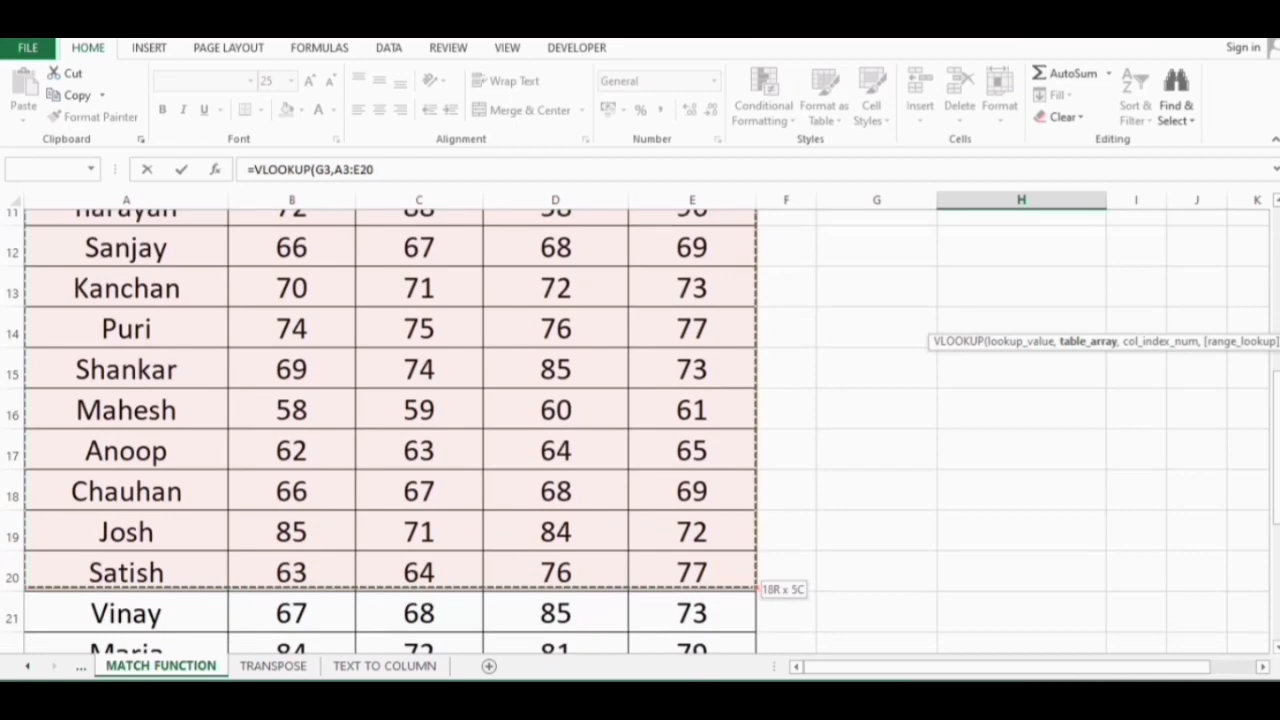 FILE HOME INSERT PAGE LAYOUT FORMULAS DATA REVIEW VIEW DEVELOPER Sign in
Cut
Copy
Format Painter
Paste
Clipboard
25
B I U
Font
Wrap Text
Merge & Center
Alignment
General
%
Number
Conditional Formatting
Format as Table
Cell Styles
Styles
Insert
Delete
Format
Cells
AutoSum
Fill
Clear
Sort & Filter
Find & Select
Editing
=VLOOKUP(G3,A3:E20
A B C D E F G H I J K
11
12 Sanjay 66 67 68 69
13 Kanchan 70 71 72 73
14 Puri 74 75 76 77
VLOOKUP(lookup_value, table_array, col_index_num, [range_lookup]
15 Shankar 69 74 85 73
16 Mahesh 58 59 60 61
17 Anoop 62 63 64 65
18 Chauhan 66 67 68 69
19 Josh 85 71 84 72
20 Satish 63 64 76 77
18R x 5C
21 Vinay 67 68 85 73
... MATCH FUNCTION TRANSPOSE TEXT TO COLUMN